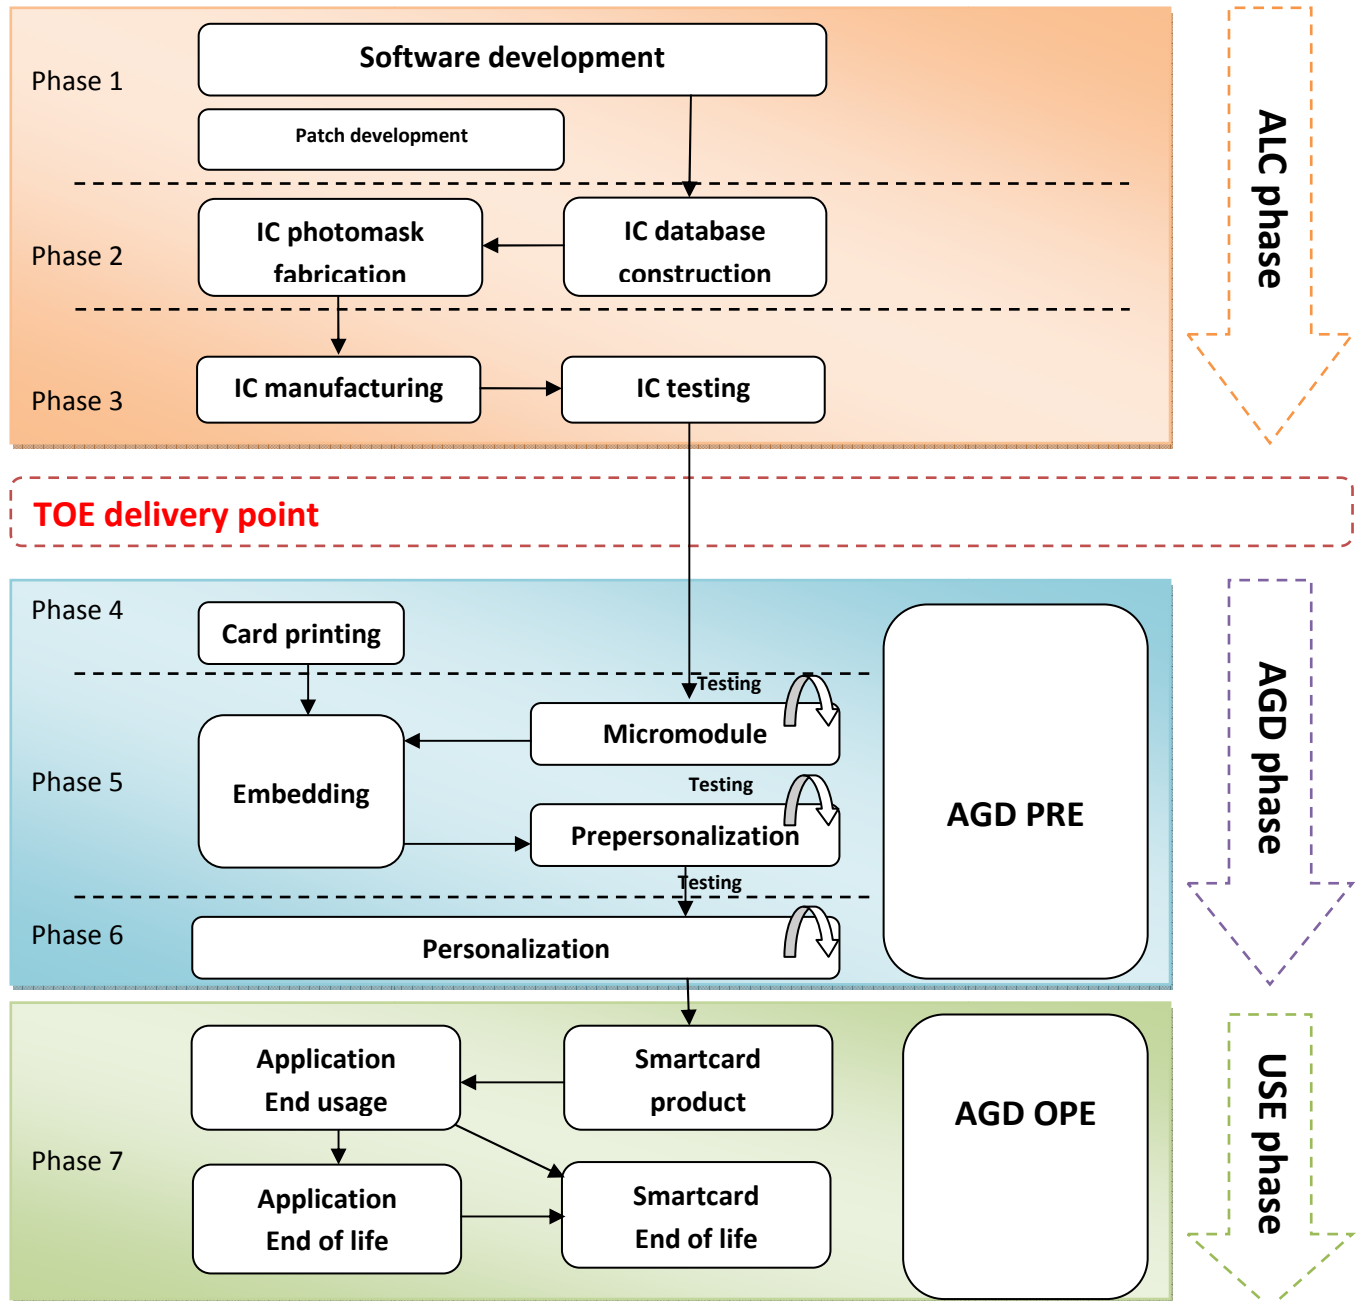 Phase 1
Software development
Patch development
Phase 2
IC photomask
fabrication
IC database
construction
Phase 3
IC manufacturing
IC testing
ALC phase
TOE delivery point
Phase 4
Card printing
Testing
Micromodule
Phase 5
Embedding
Testing
Prepersonalization
Testing
Phase 6
Personalization
AGD PRE
AGD phase
Phase 7
Application
End usage
Smartcard
product
Application
End of life
Smartcard
End of life
AGD OPE
USE phase